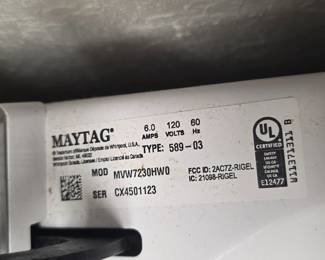 MAYTAG®
6.0 120 60
AMPS VOLTS Hz
TYPE: 589-03
MOD MVW7230HW0
SER CX4501123
FCC ID: 2AC7Z-RIGEL
IC: 21098-RIGEL
UL
E12477